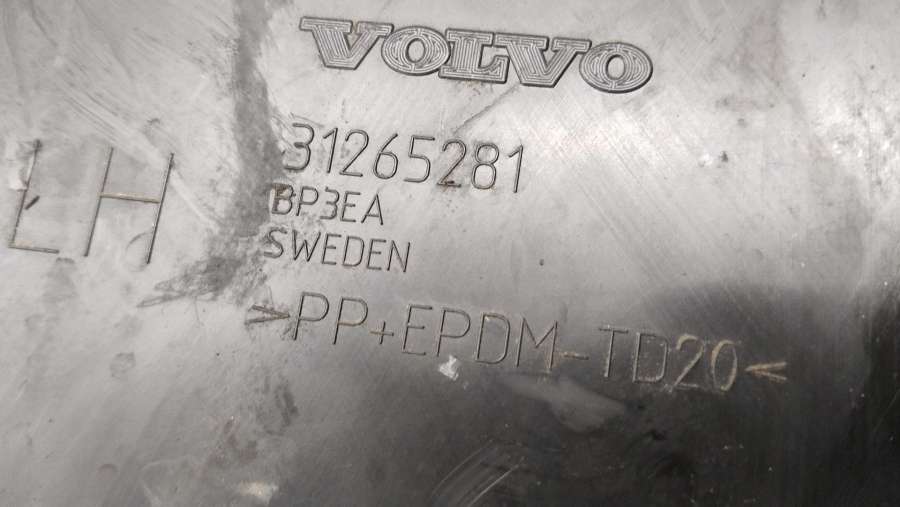 VOLVO
31265281
LH
BP3EA
SWEDEN
>PP+EPDM-TD20<